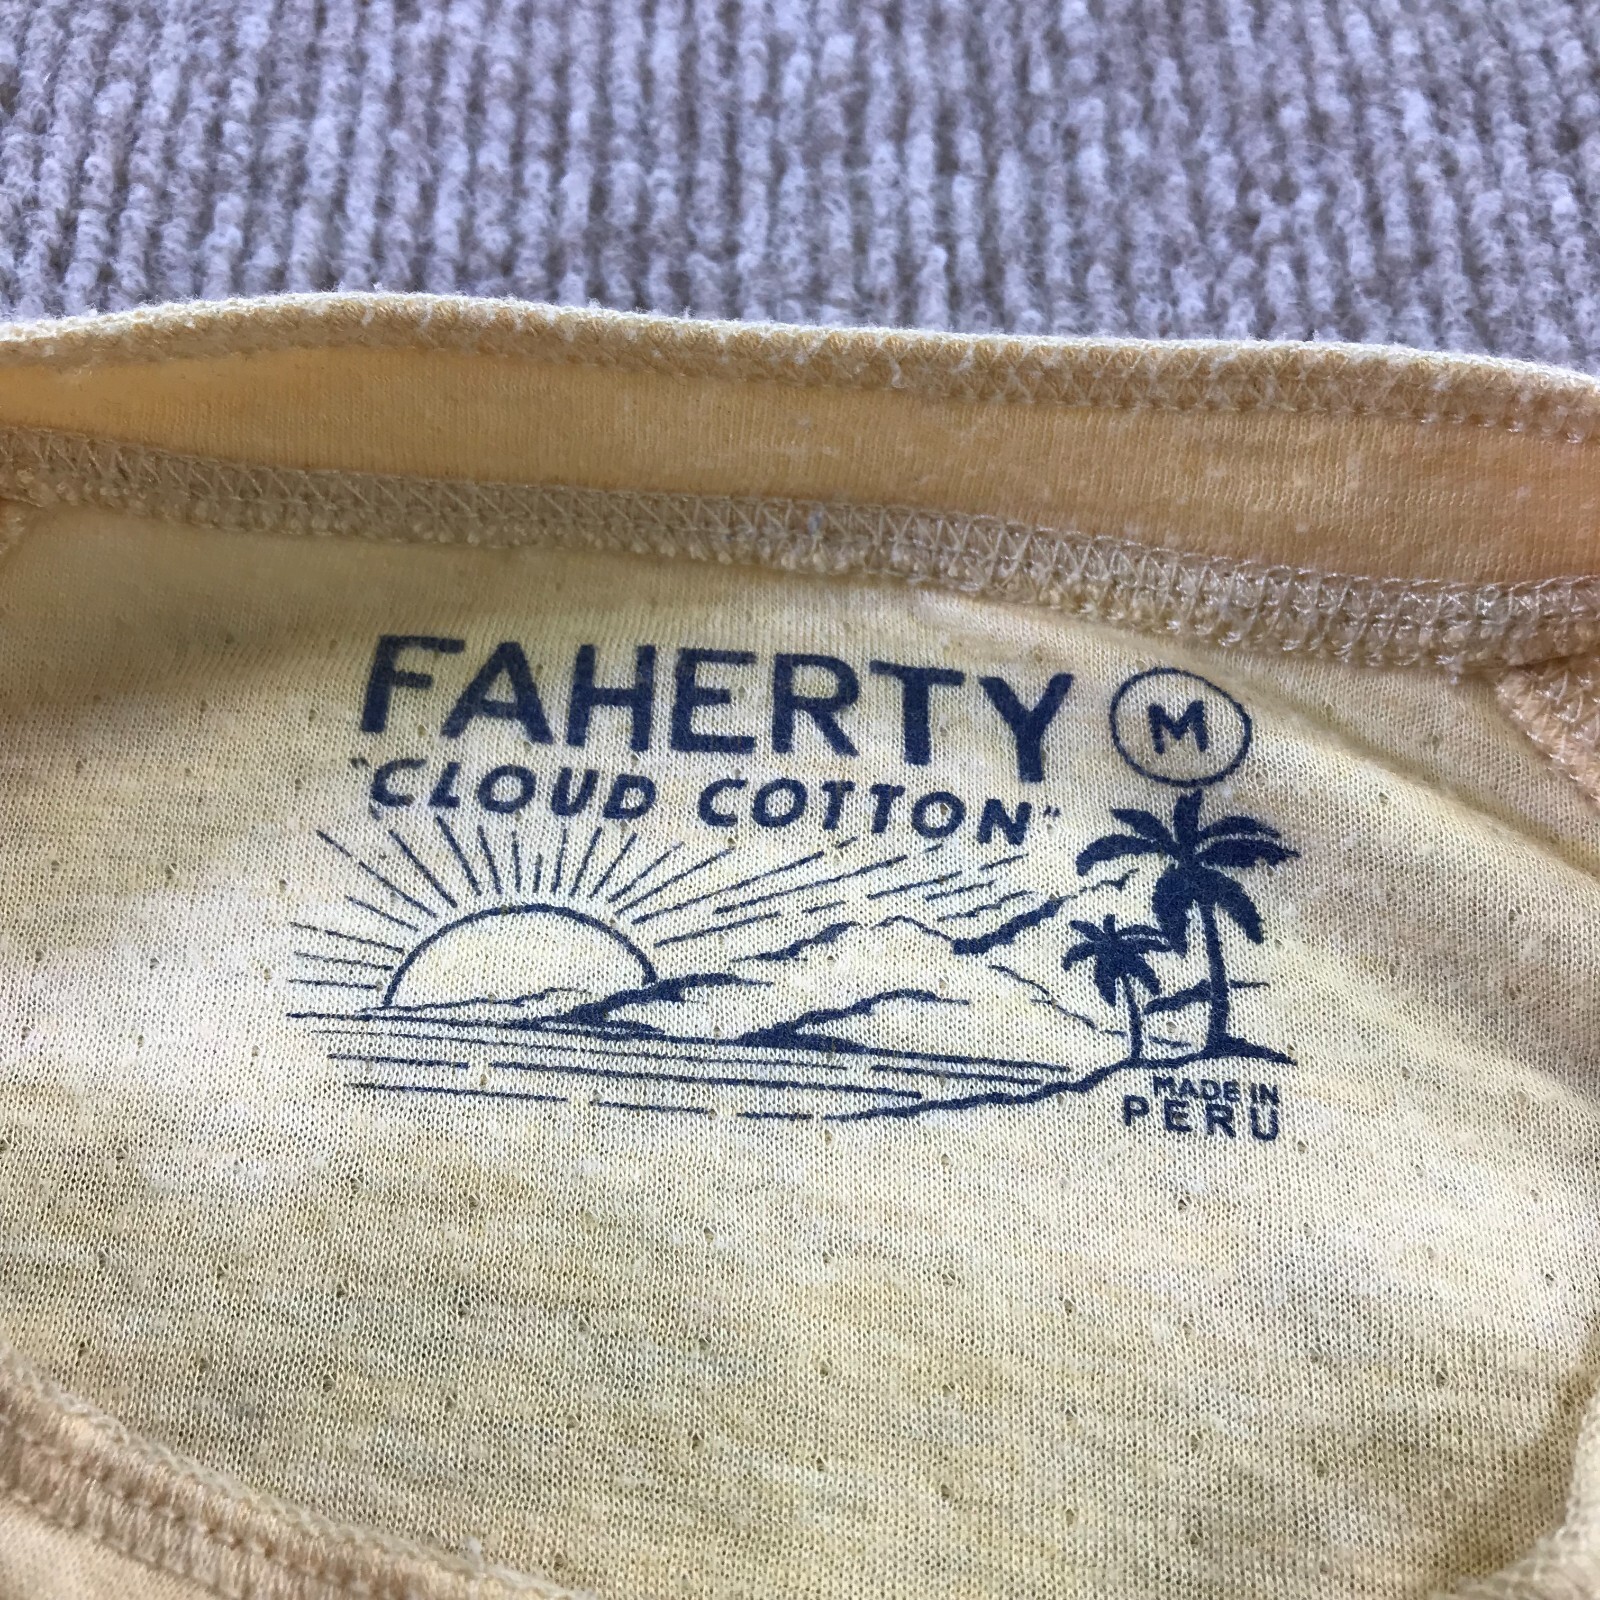 FAHERTY M
"CLOUD COTTON"
MADE IN
PERU